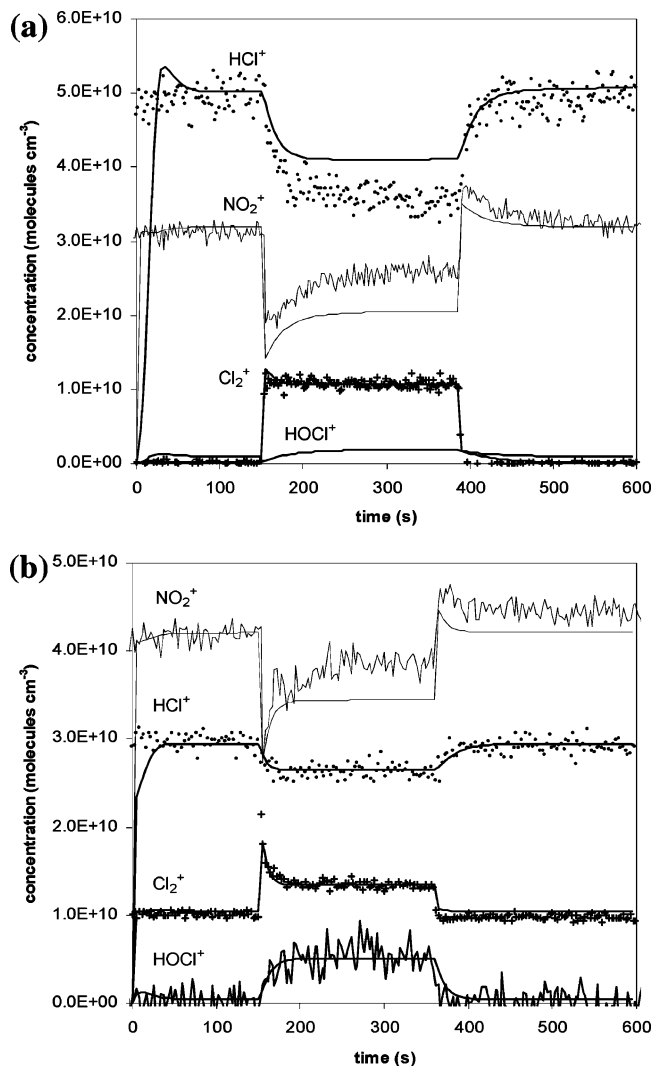 (a)
6.0E+10
HCl⁺
5.0E+10
4.0E+10
NO₂⁺
3.0E+10
2.0E+10
Cl₂⁺
1.0E+10
HOCl⁺
0.0E+00
concentration (molecules cm⁻³)
0 100 200 300 400 500 600
time (s)
(b)
5.0E+10
NO₂⁺
4.0E+10
HCl⁺
3.0E+10
2.0E+10
Cl₂⁺
1.0E+10
HOCl⁺
0.0E+00
concentration (molecules cm⁻³)
0 100 200 300 400 500 600
time (s)